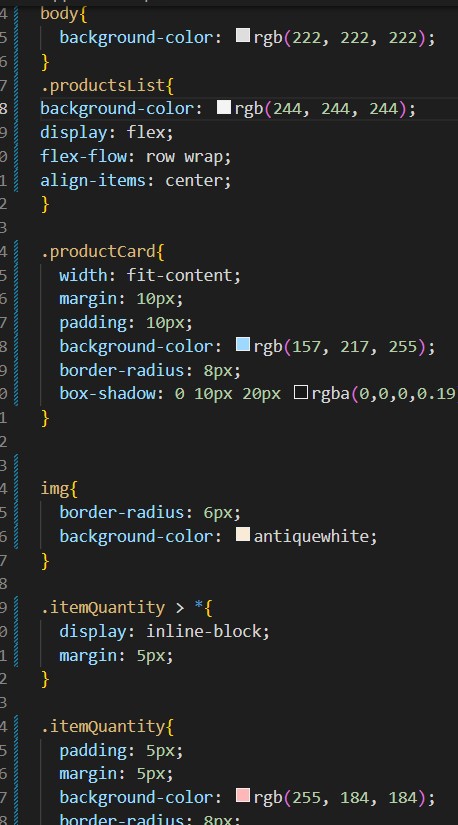 4 body{
5 background-color: rgb(222, 222, 222);
6 }
7 .productsList{
8 background-color: rgb(244, 244, 244);
9 display: flex;
0 flex-flow: row wrap;
1 align-items: center;
2 }
3
4 .productCard{
5 width: fit-content;
6 margin: 10px;
7 padding: 10px;
8 background-color: rgb(157, 217, 255);
9 border-radius: 8px;
0 box-shadow: 0 10px 20px rgba(0,0,0,0.19
1 }
2
3
4 img{
5 border-radius: 6px;
6 background-color: antiquewhite;
7 }
8
9 .itemQuantity > *{
0 display: inline-block;
1 margin: 5px;
2 }
3
4 .itemQuantity{
5 padding: 5px;
6 margin: 5px;
7 background-color: rgb(255, 184, 184);
8 border-radius: 8px;